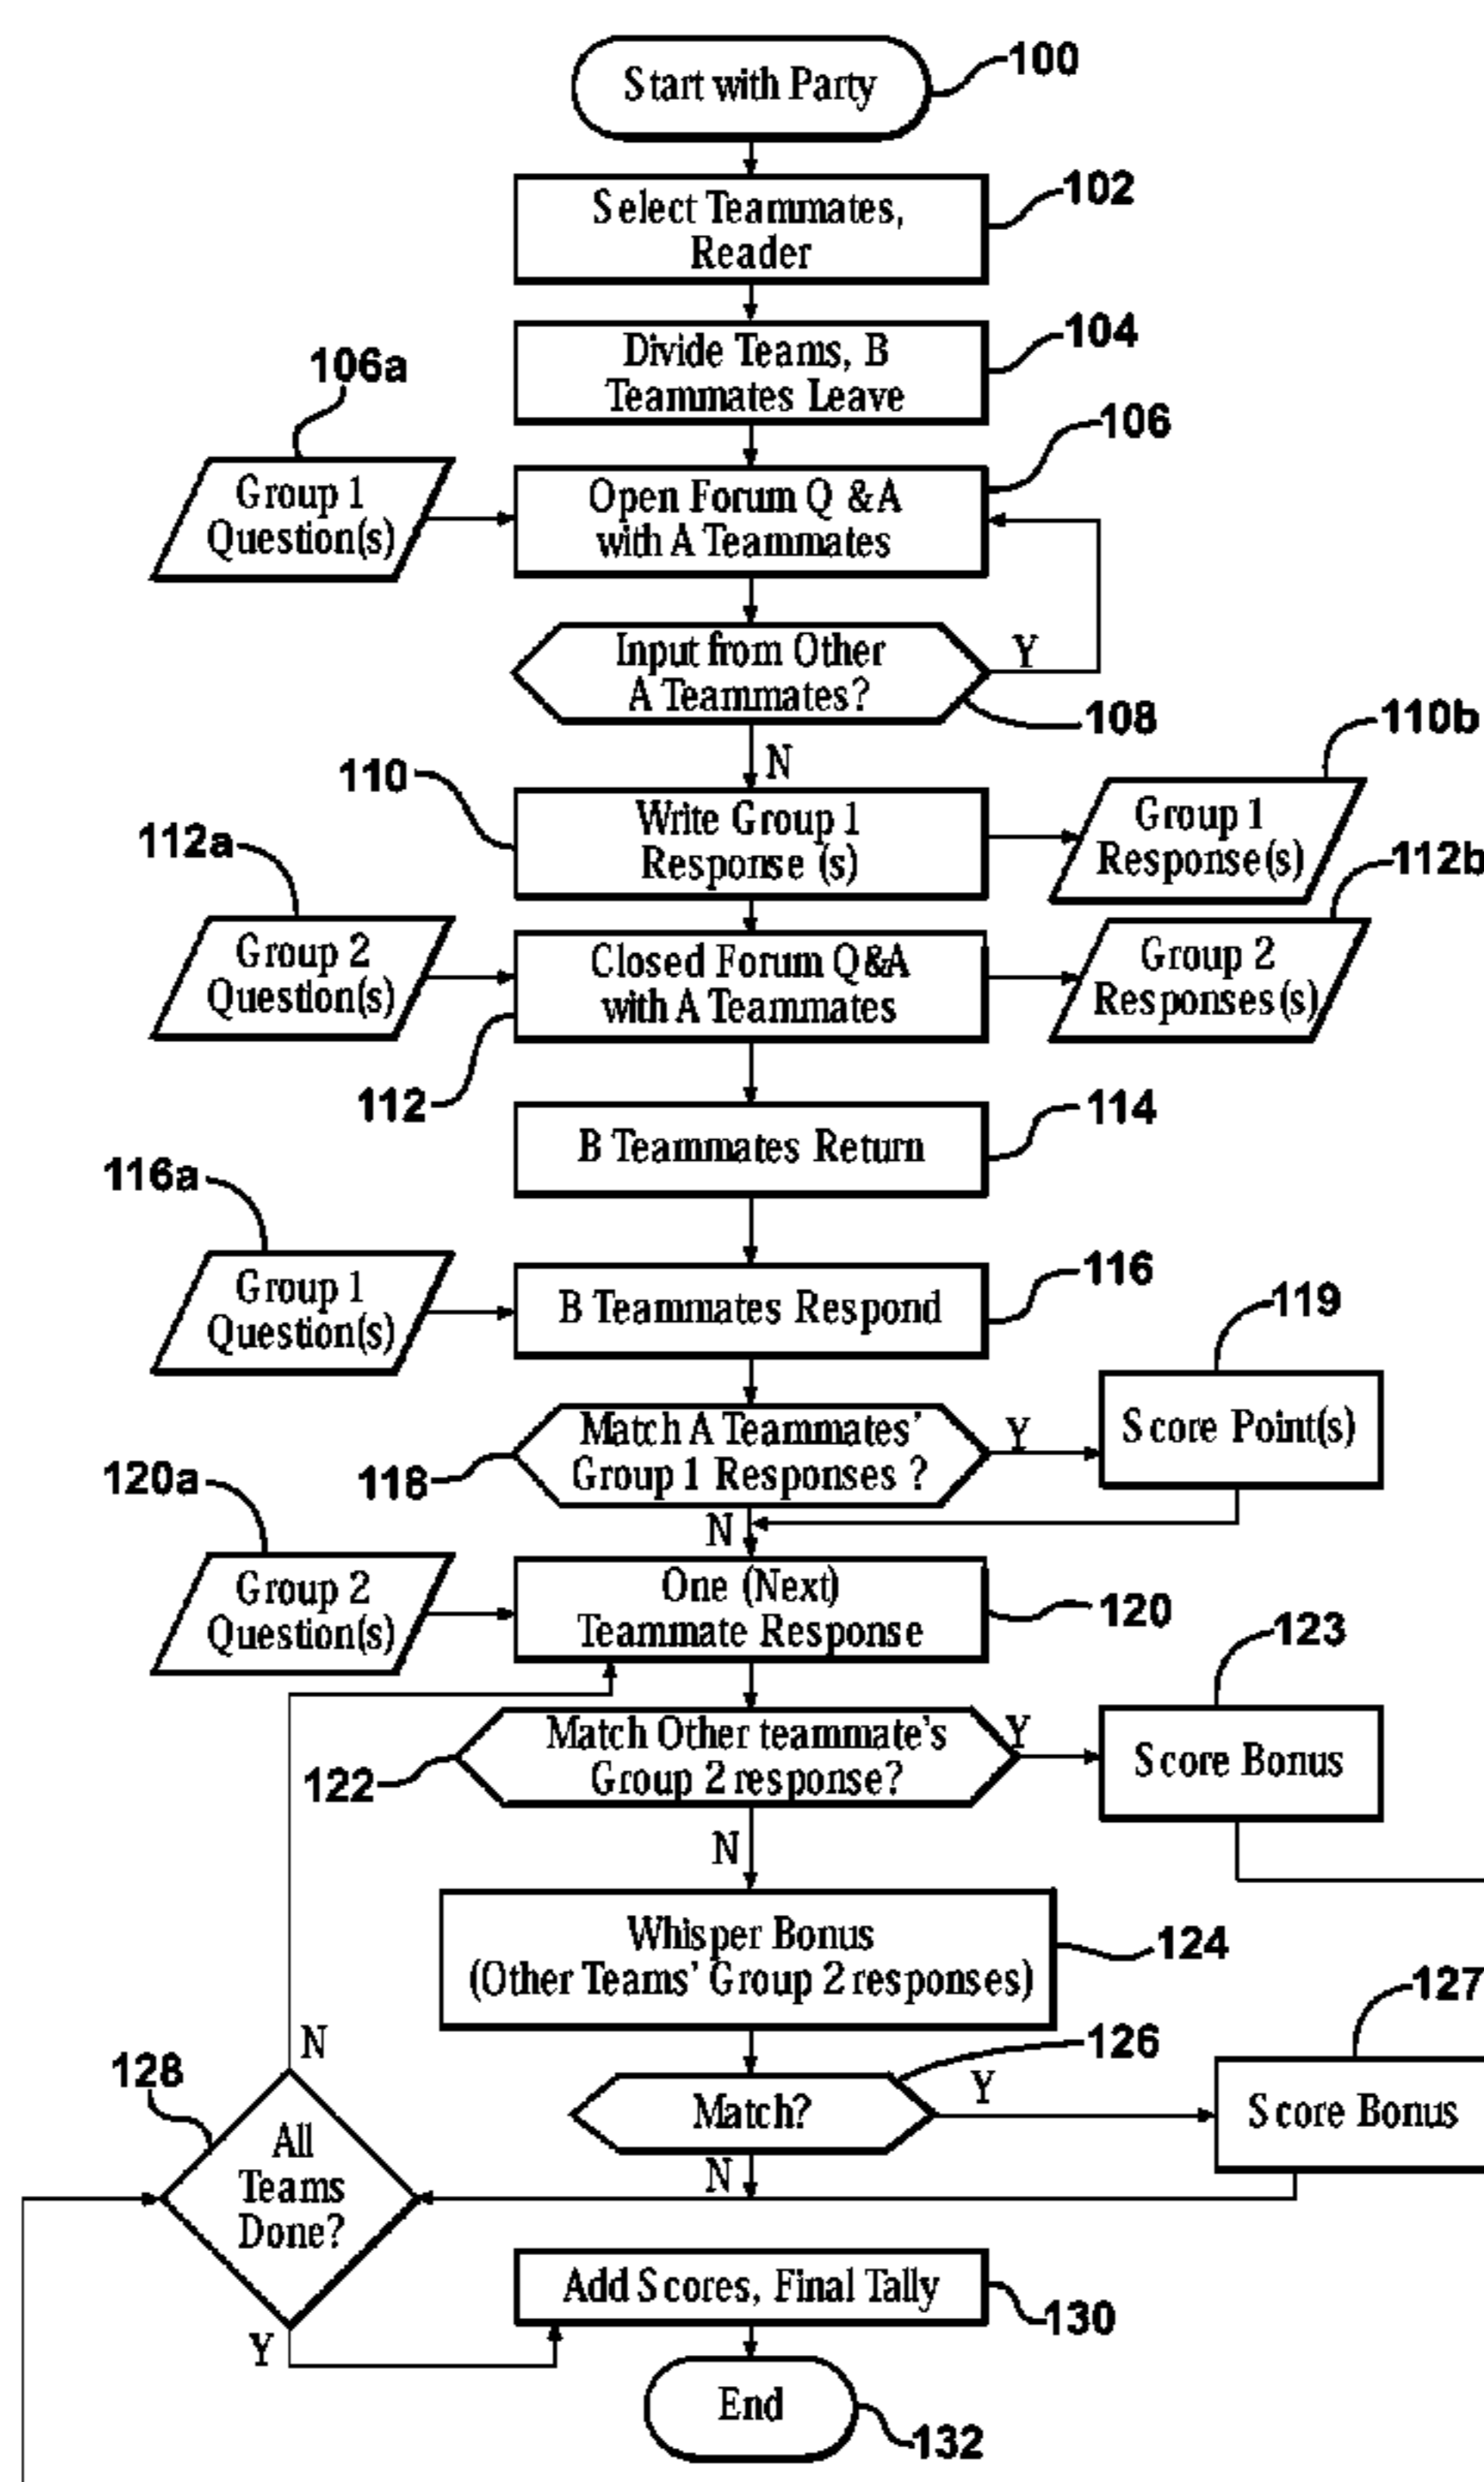 Start with Party
100
Select Teammates,
Reader
102
Divide Teams, B
Teammates Leave
104
106a
Group 1
Question(s)
Open Forum Q &A
with A Teammates
106
Input from Other
A Teammates?
Y
108
N
110
Write Group 1
Response (s)
110b
Group 1
Response(s)
112a
Group 2
Question(s)
Closed Forum Q&A
with A Teammates
112b
Group 2
Responses(s)
112
B Teammates Return
114
116a
Group 1
Question(s)
B Teammates Respond
116
118
Match A Teammates'
Group 1 Responses ?
Y
119
Score Point(s)
N
120a
Group 2
Question(s)
One (Next)
Teammate Response
120
122
Match Other teammate's
Group 2 response?
Y
123
Score Bonus
N
Whisper Bonus
(Other Teams' Group 2 responses)
124
126
Match?
Y
127
Score Bonus
N
128
N
All
Teams
Done?
Y
Add Scores, Final Tally
130
End
132